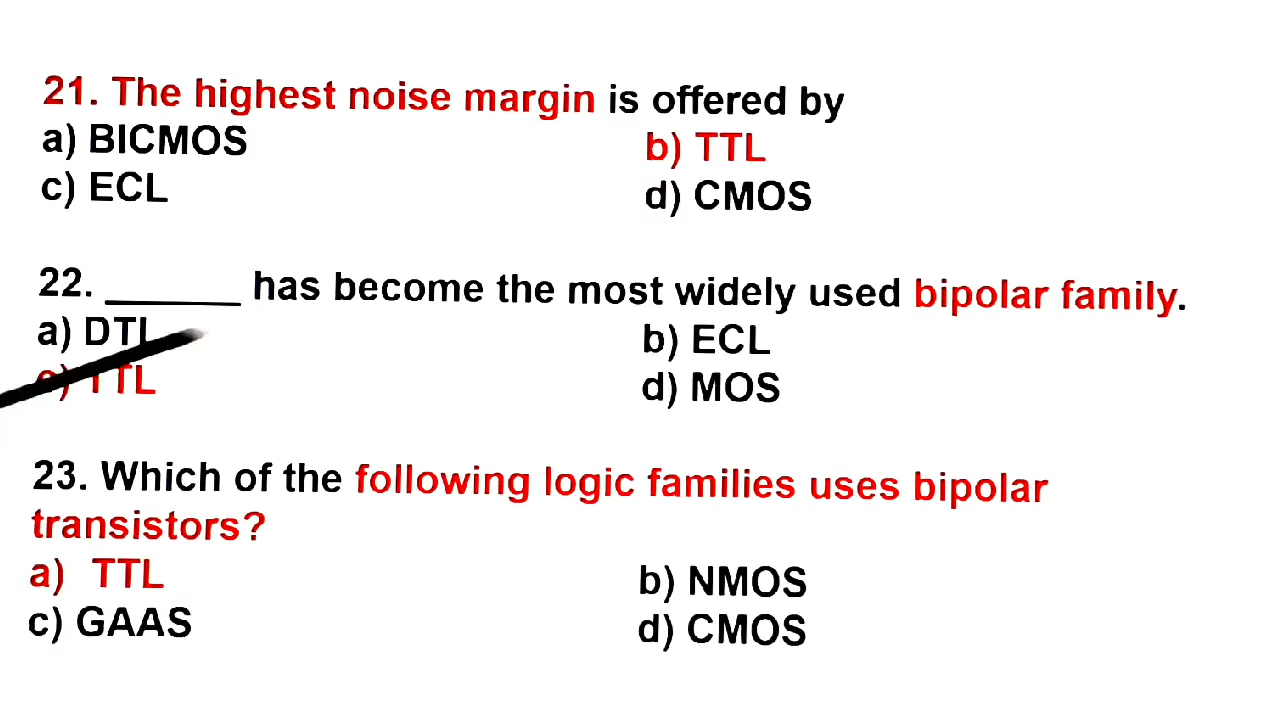 21. The highest noise margin is offered by
a) BICMOS b) TTL
c) ECL d) CMOS
22. ______ has become the most widely used bipolar family.
a) DTL b) ECL
c) TTL d) MOS
23. Which of the following logic families uses bipolar
transistors?
a) TTL b) NMOS
c) GAAS d) CMOS